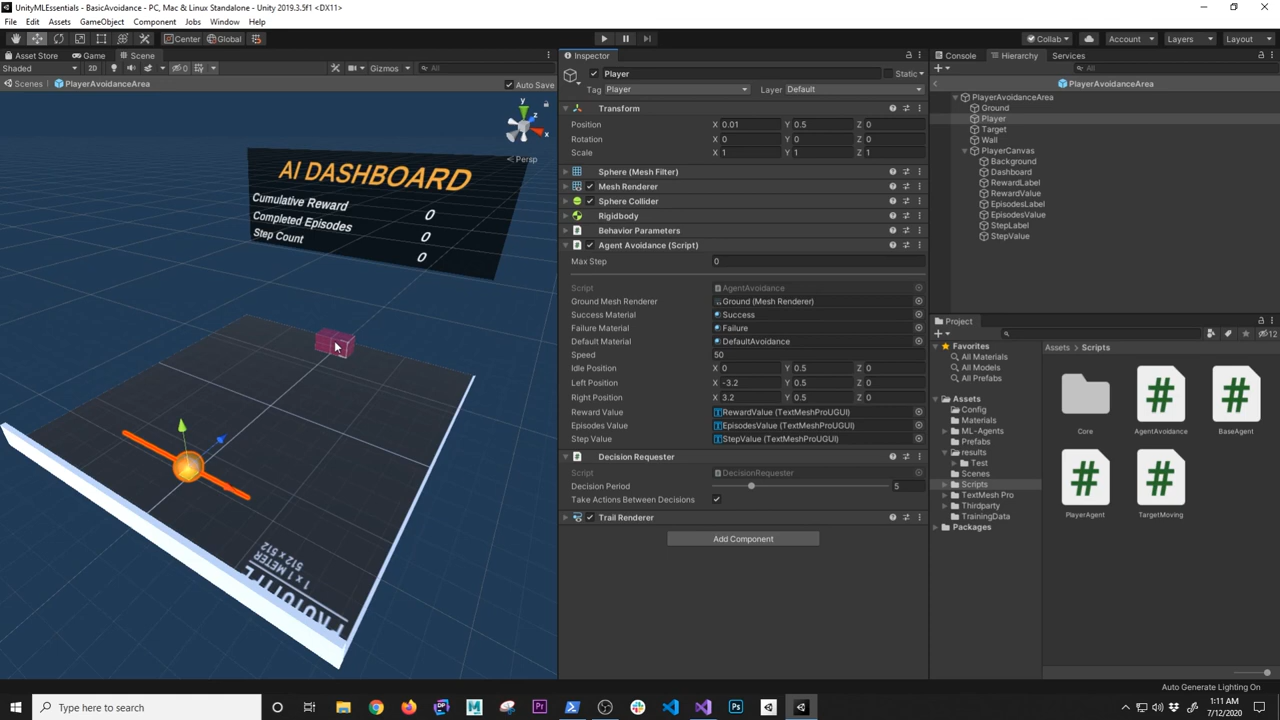 UnityMLEssentials - BasicAvoidance - PC, Mac & Linux Standalone - Unity 2019.3.5f1 <DX11>
File Edit Assets GameObject Component Jobs Window Help
Center Global Collab Account Layers Layout
Asset Store Game Scene
Shaded 2D 0 Gizmos All
Scenes PlayerAvoidanceArea Auto Save
y z x
Persp
AI DASHBOARD
Cumulative Reward 0
Completed Episodes 0
Step Count 0
PROTOTYPE
1 x 1 METER
512 x 512
Inspector
Player Static
Tag Player Layer Default
Transform
Position X 0.01 Y 0.5 Z 0
Rotation X 0 Y 0 Z 0
Scale X 1 Y 1 Z 1
Sphere (Mesh Filter)
Mesh Renderer
Sphere Collider
Rigidbody
Behavior Parameters
Agent Avoidance (Script)
Max Step 0
Script AgentAvoidance
Ground Mesh Renderer Ground (Mesh Renderer)
Success Material Success
Failure Material Failure
Default Material DefaultAvoidance
Speed 50
Idle Position X 0 Y 0.5 Z 0
Left Position X -3.2 Y 0.5 Z 0
Right Position X 3.2 Y 0.5 Z 0
Reward Value RewardValue (TextMeshProUGUI)
Episodes Value EpisodesValue (TextMeshProUGUI)
Step Value StepValue (TextMeshProUGUI)
Decision Requester
Script DecisionRequester
Decision Period 5
Take Actions Between Decisions
Trail Renderer
Add Component
Console Hierarchy Services
All
PlayerAvoidanceArea
PlayerAvoidanceArea
Ground
Player
Target
Wall
PlayerCanvas
Background
Dashboard
RewardLabel
RewardValue
EpisodesLabel
EpisodesValue
StepLabel
StepValue
Project
12
Favorites
All Materials
All Models
All Prefabs
Assets
Config
Materials
ML-Agents
Prefabs
results
Test
Scenes
Scripts
TextMesh Pro
Thirdparty
TrainingData
Packages
Assets > Scripts
Core AgentAvoidance BaseAgent
PlayerAgent TargetMoving
Auto Generate Lighting On
Type here to search
1:11 AM
7/12/2020